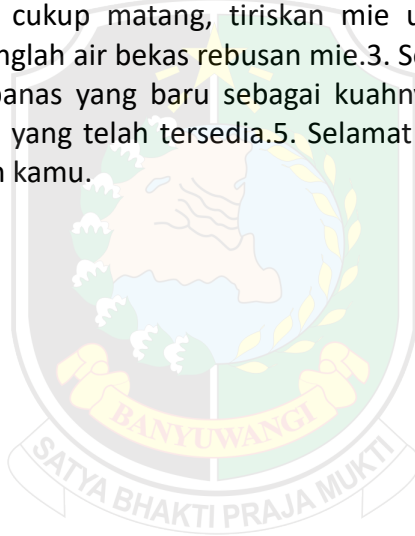 cukup matang, tiriskan mie u
nglah air bekas rebusan mie.3. Se
panas yang baru sebagai kuahny
yang telah tersedia.5. Selamat
n kamu.
BANYUWANGI
SATYA BHAKTI PRAJA MUKTI